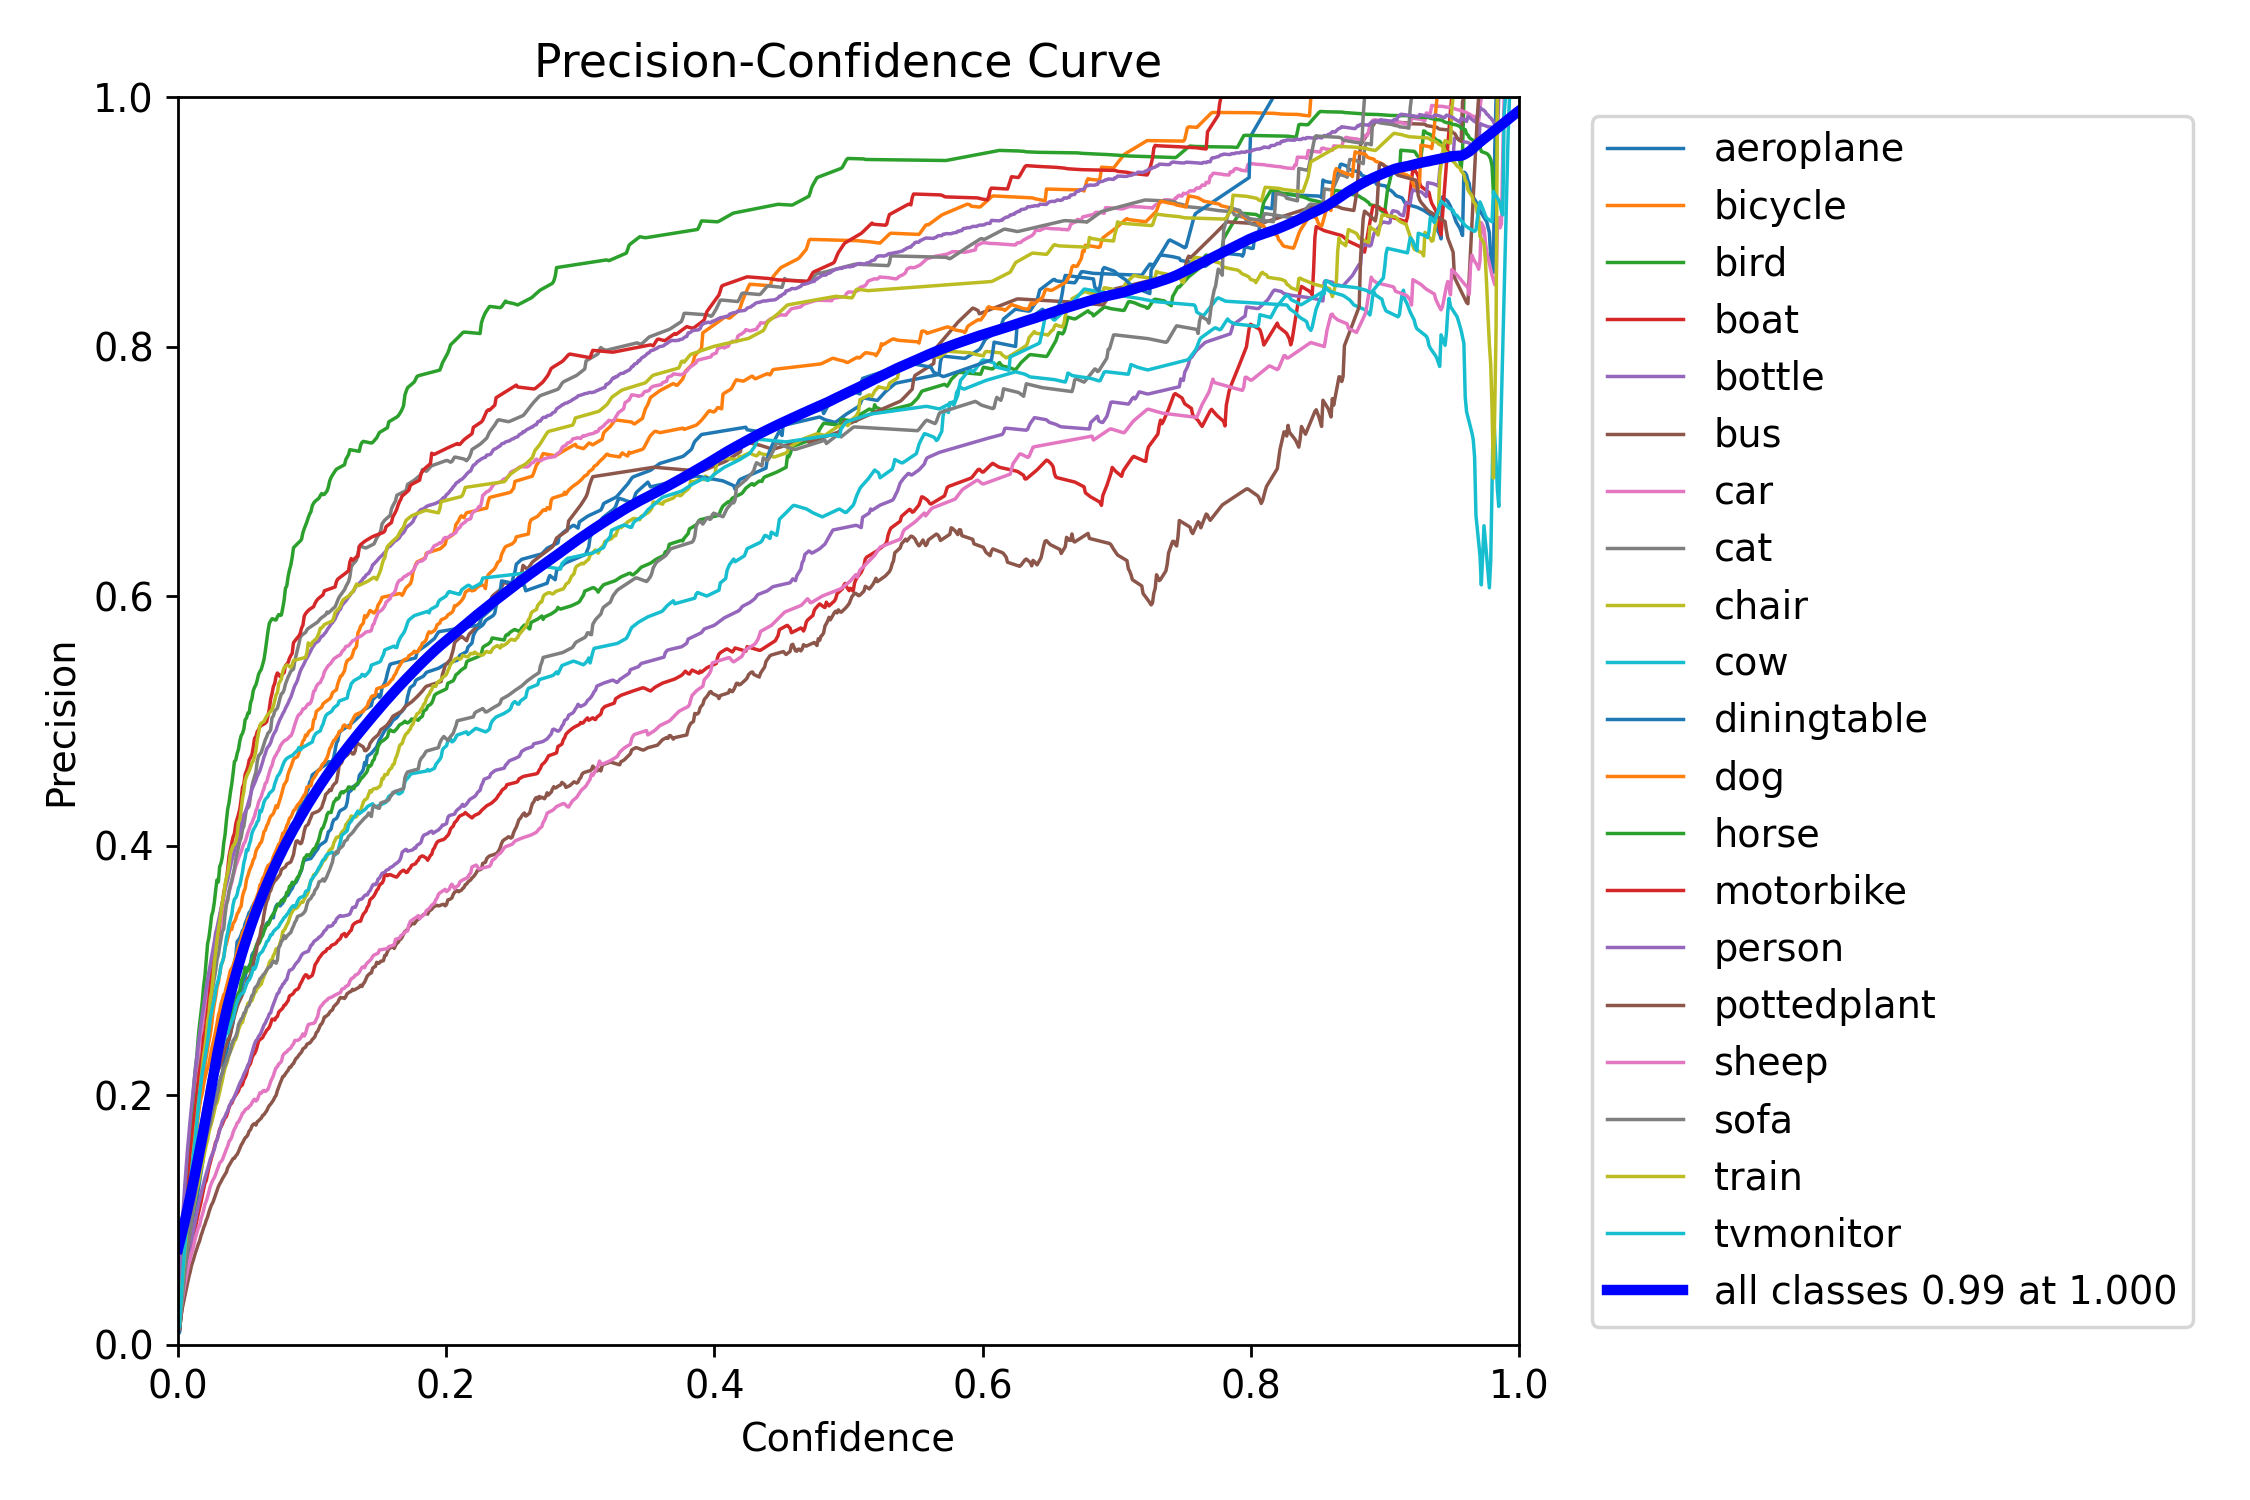 Precision-Confidence Curve
1.0
0.8
0.6
0.4
0.2
0.0
Precision
0.0 0.2 0.4 0.6 0.8 1.0
Confidence
aeroplane
bicycle
bird
boat
bottle
bus
car
cat
chair
cow
diningtable
dog
horse
motorbike
person
pottedplant
sheep
sofa
train
tvmonitor
all classes 0.99 at 1.000